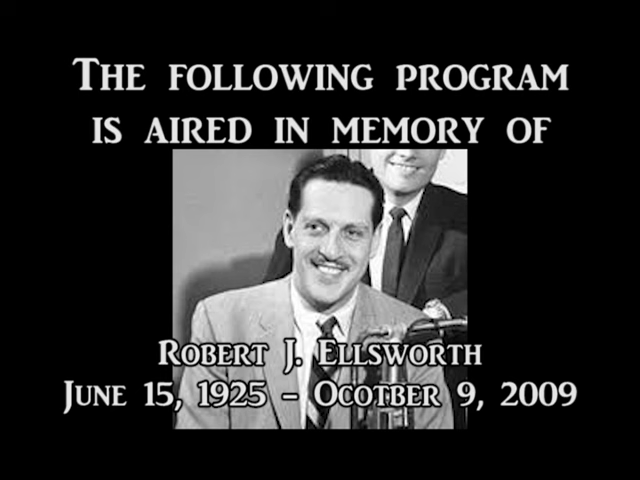 The following program
is aired in memory of
Robert J. Ellsworth
June 15, 1925 – Ocotber 9, 2009